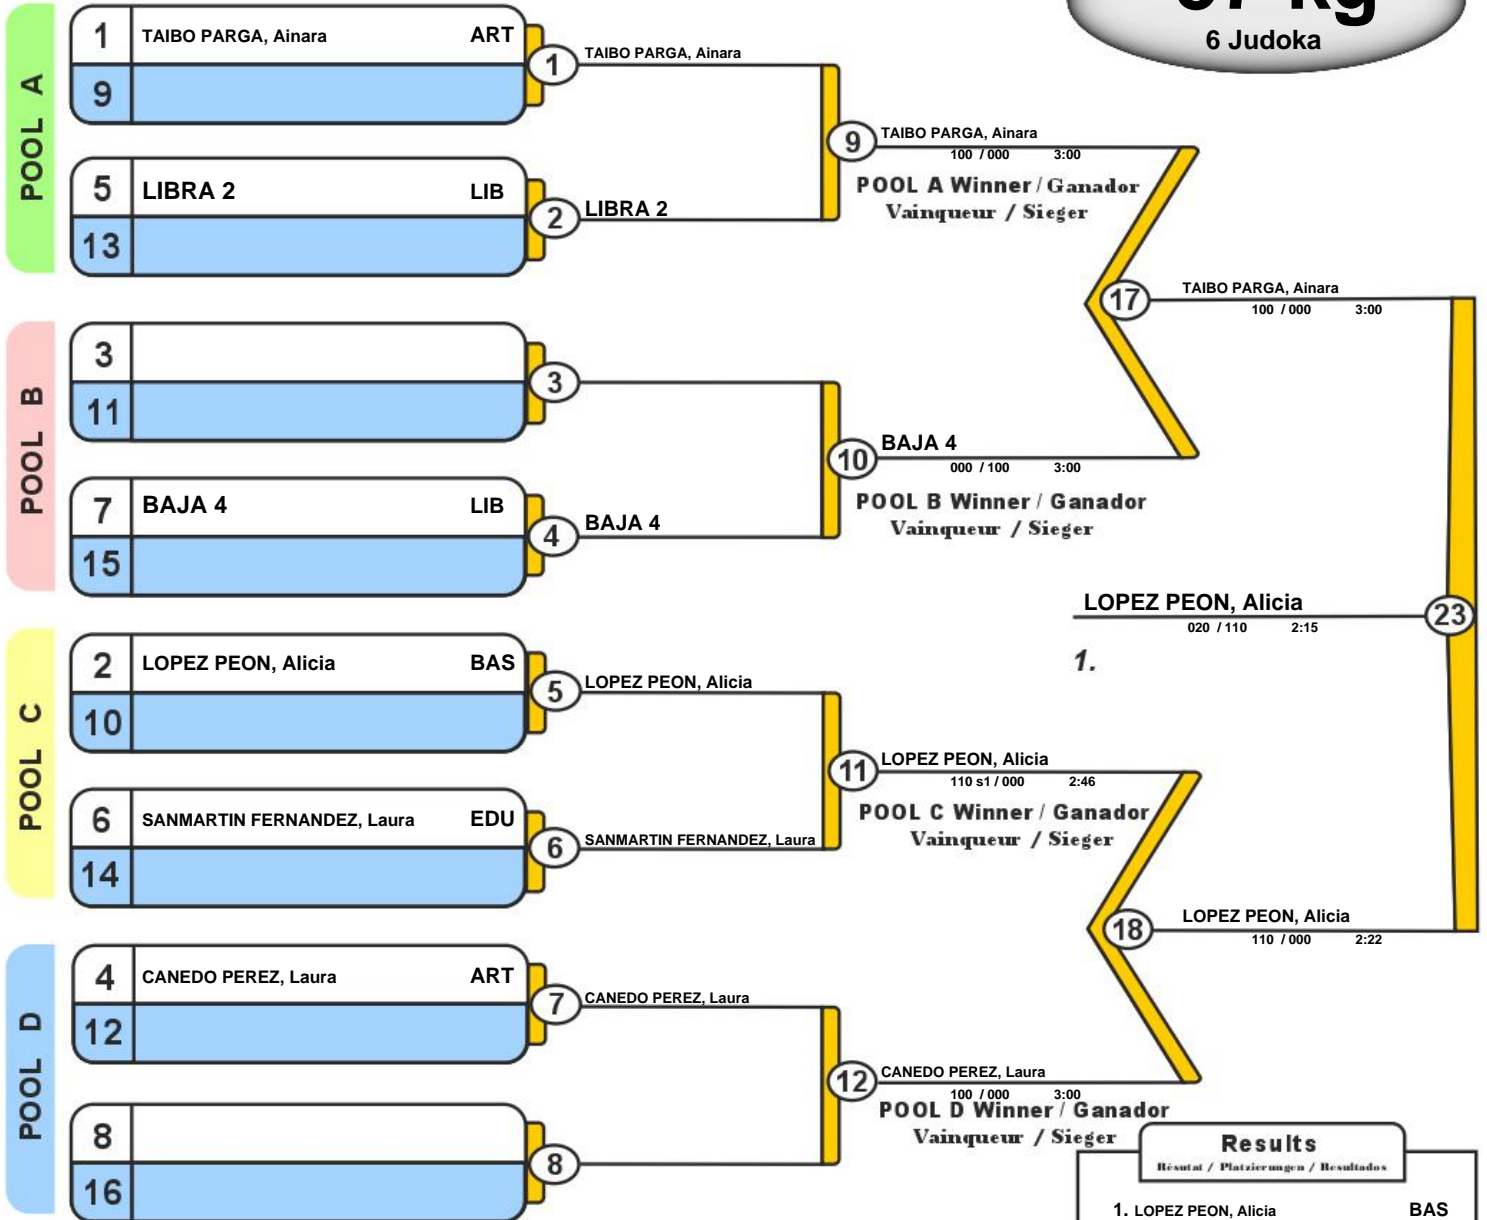 6 Judoka
POOL A
1 TAIBO PARGA, Ainara ART
9
1 TAIBO PARGA, Ainara
5 LIBRA 2 LIB
13
2 LIBRA 2
9 TAIBO PARGA, Ainara
100 / 000 3:00
POOL A Winner / Ganador
Vainqueur / Sieger
POOL B
3
11
3
7 BAJA 4 LIB
15
4 BAJA 4
10 BAJA 4
000 / 100 3:00
POOL B Winner / Ganador
Vainqueur / Sieger
17 TAIBO PARGA, Ainara
100 / 000 3:00
POOL C
2 LOPEZ PEON, Alicia BAS
10
5 LOPEZ PEON, Alicia
6 SANMARTIN FERNANDEZ, Laura EDU
14
6 SANMARTIN FERNANDEZ, Laura
11 LOPEZ PEON, Alicia
110 s1 / 000 2:46
POOL C Winner / Ganador
Vainqueur / Sieger
POOL D
4 CANEDO PEREZ, Laura ART
12
7 CANEDO PEREZ, Laura
8
16
8
12 CANEDO PEREZ, Laura
100 / 000 3:00
POOL D Winner / Ganador
Vainqueur / Sieger
18 LOPEZ PEON, Alicia
110 / 000 2:22
LOPEZ PEON, Alicia 23
020 / 110 2:15
1.
Results
Résutat / Platzierungen / Resultados
1. LOPEZ PEON, Alicia BAS